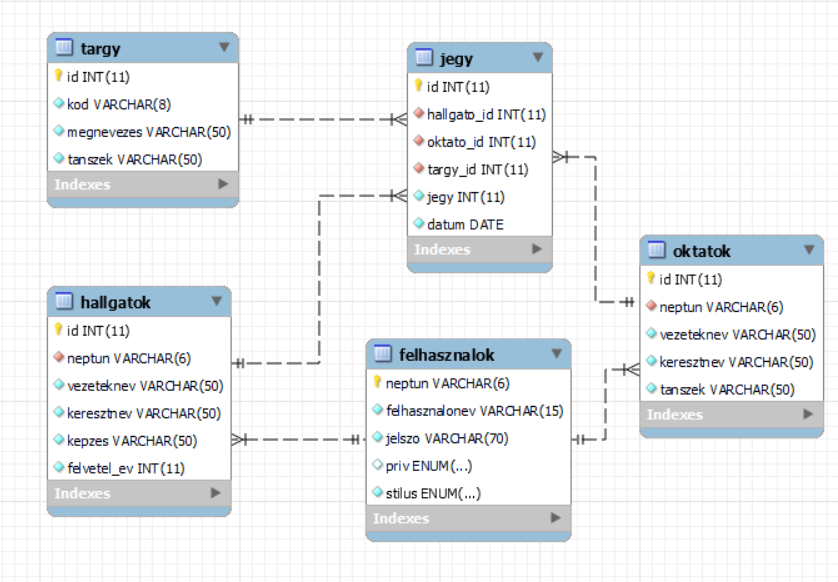 targy
id INT(11)
kod VARCHAR(8)
megnevezes VARCHAR(50)
tanszek VARCHAR(50)
Indexes
jegy
id INT(11)
hallgato_id INT(11)
oktato_id INT(11)
targy_id INT(11)
jegy INT(11)
datum DATE
Indexes
oktatok
id INT(11)
neptun VARCHAR(6)
vezeteknev VARCHAR(50)
keresztnev VARCHAR(50)
tanszek VARCHAR(50)
Indexes
hallgatok
id INT(11)
neptun VARCHAR(6)
vezeteknev VARCHAR(50)
keresztnev VARCHAR(50)
kepzes VARCHAR(50)
felvetel_ev INT(11)
Indexes
felhasznalok
neptun VARCHAR(6)
felhasznalonev VARCHAR(15)
jelszo VARCHAR(70)
priv ENUM(...)
stilus ENUM(...)
Indexes